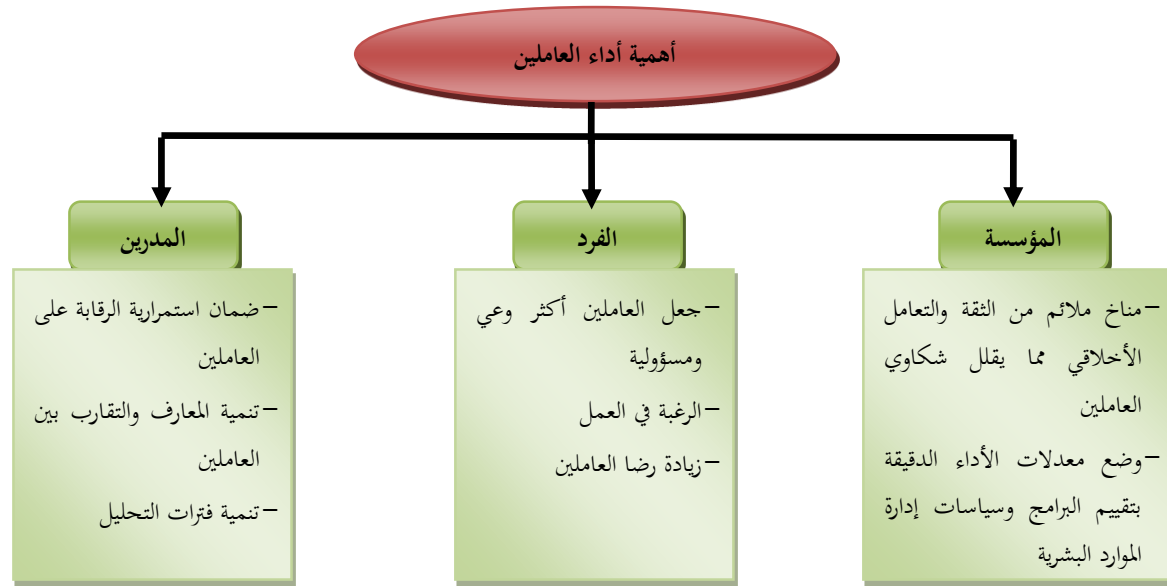 أهمية أداء العاملين
المؤسسة
–مناخ ملائم من الثقة والتعامل
الأخلاقي مما يقلل شكاوي
العاملين
–وضع معدلات الأداء الدقيقة
بتقييم البرامج وسياسات إدارة
الموارد البشرية
الفرد
–جعل العاملين أكثر وعي
ومسؤولية
–الرغبة في العمل
–زيادة رضا العاملين
المدرين
–ضمان استمرارية الرقابة على
العاملين
–تنمية المعارف والتقارب بين
العاملين
–تنمية فترات التحليل